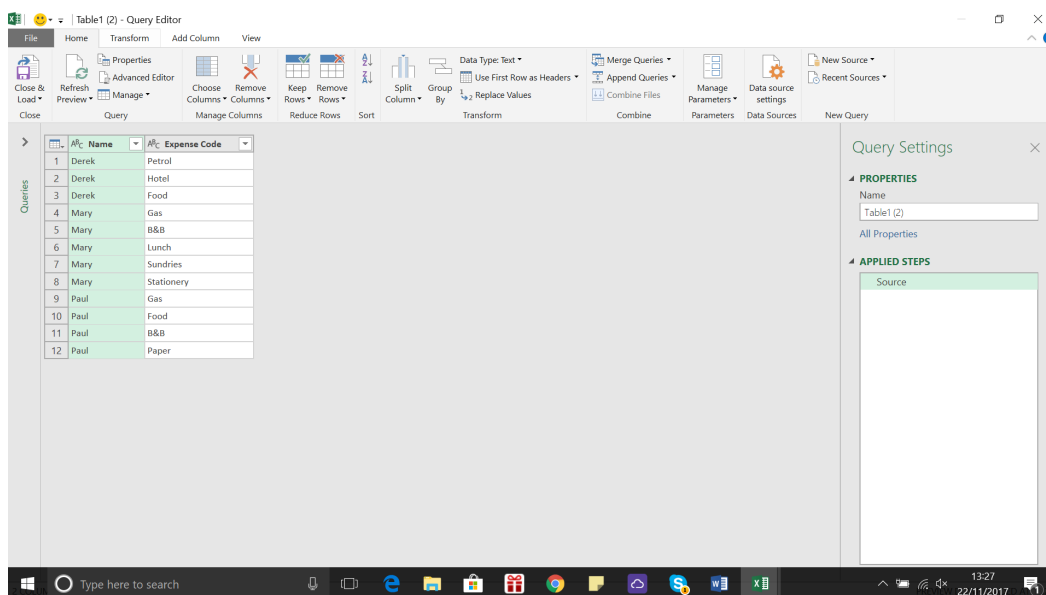 Table1 (2) - Query Editor
File Home Transform Add Column View
Close & Load
Close
Refresh Preview
Properties
Advanced Editor
Manage
Query
Choose Columns
Remove Columns
Manage Columns
Keep Rows
Remove Rows
Reduce Rows
Sort
Split Column
Group By
Data Type: Text
Use First Row as Headers
Replace Values
Transform
Merge Queries
Append Queries
Combine Files
Combine
Manage Parameters
Parameters
Data source settings
Data Sources
New Source
Recent Sources
New Query
Queries
ABC Name ABC Expense Code
1 Derek Petrol
2 Derek Hotel
3 Derek Food
4 Mary Gas
5 Mary B&B
6 Mary Lunch
7 Mary Sundries
8 Mary Stationery
9 Paul Gas
10 Paul Food
11 Paul B&B
12 Paul Paper
Query Settings
PROPERTIES
Name
Table1 (2)
All Properties
APPLIED STEPS
Source
Type here to search
13:27
22/11/2017
1